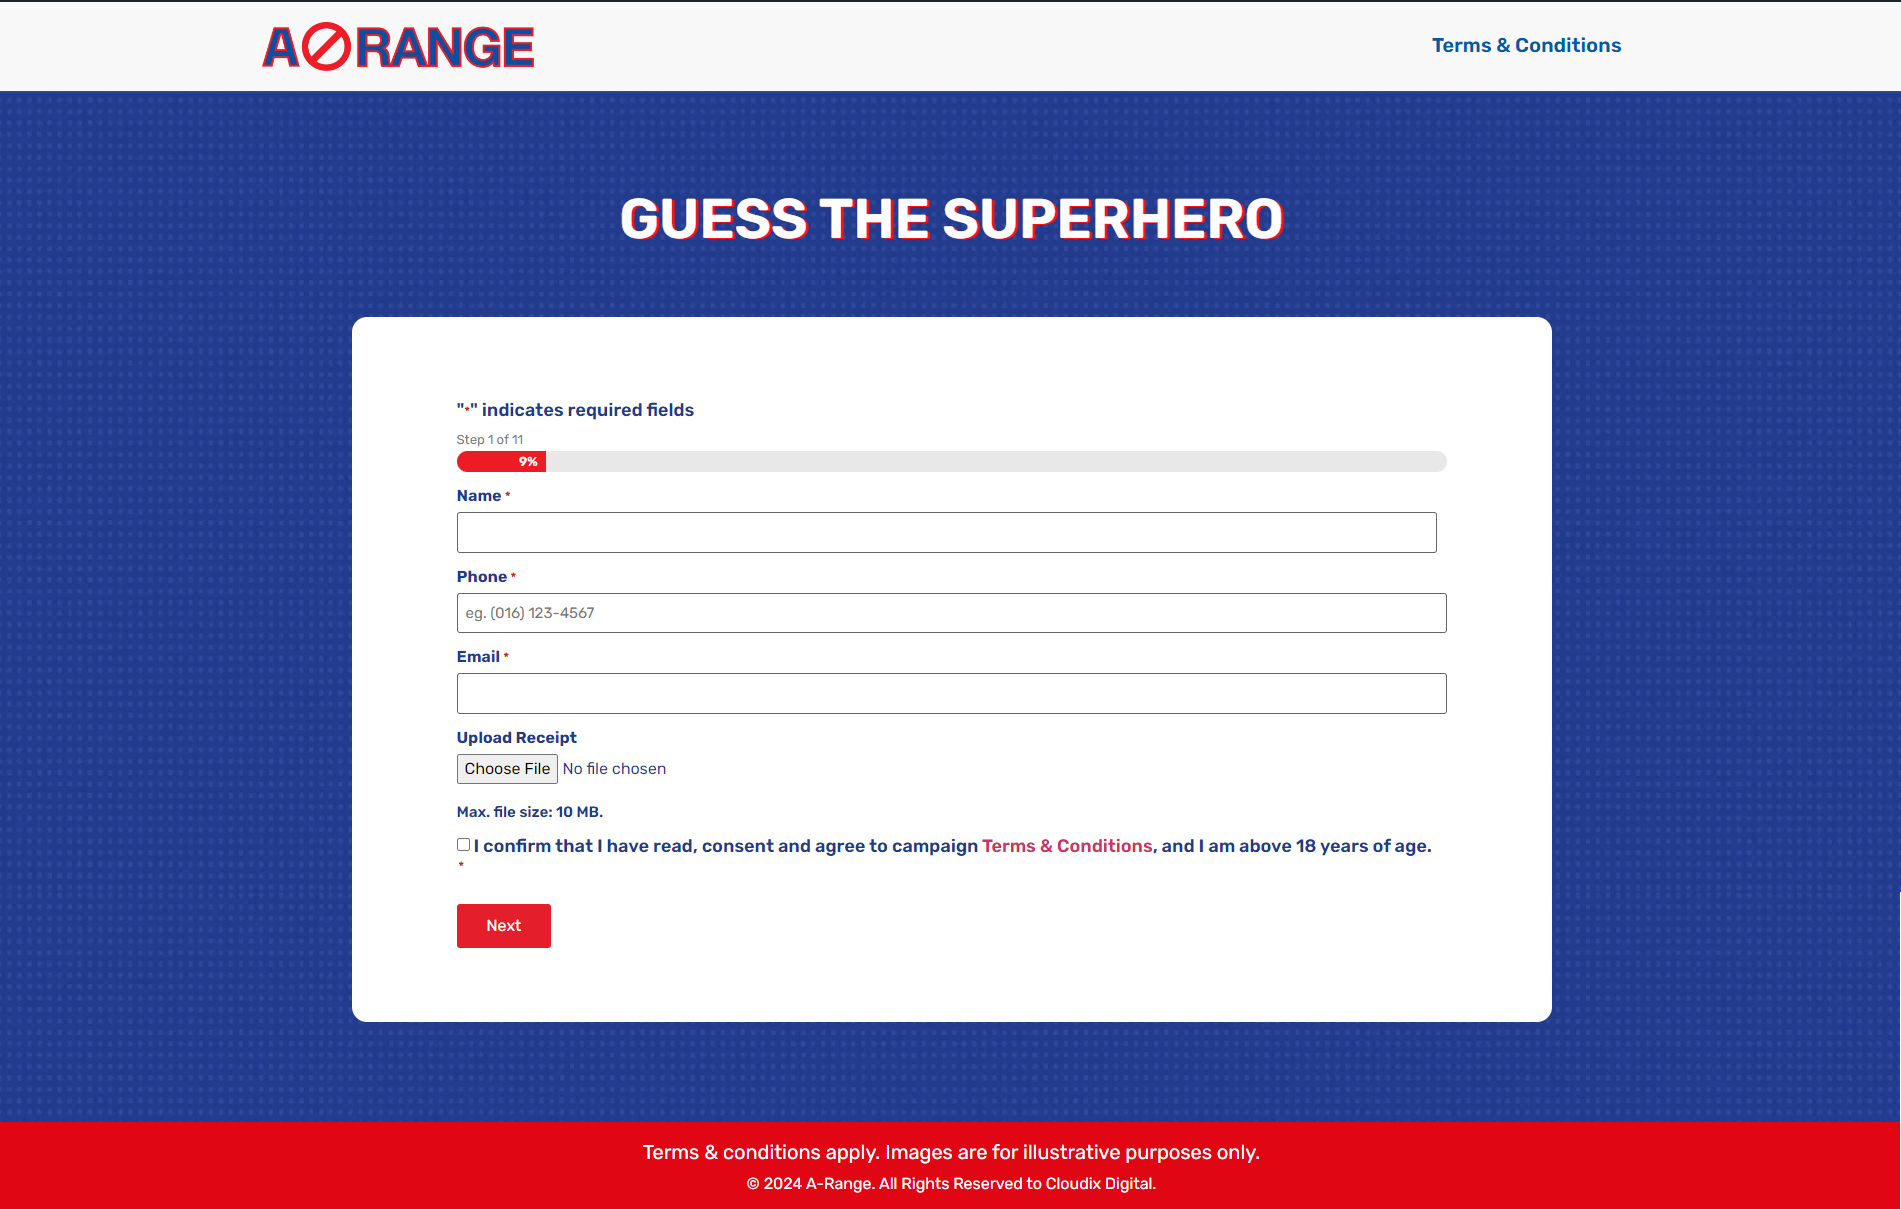 A RANGE
Terms & Conditions
GUESS THE SUPERHERO
"*" indicates required fields
Step 1 of 11
9%
Name *
Phone *
eg. (016) 123-4567
Email *
Upload Receipt
Choose File No file chosen
Max. file size: 10 MB.
I confirm that I have read, consent and agree to campaign Terms & Conditions, and I am above 18 years of age.
*
Next
Terms & conditions apply. Images are for illustrative purposes only.
© 2024 A-Range. All Rights Reserved to Cloudix Digital.